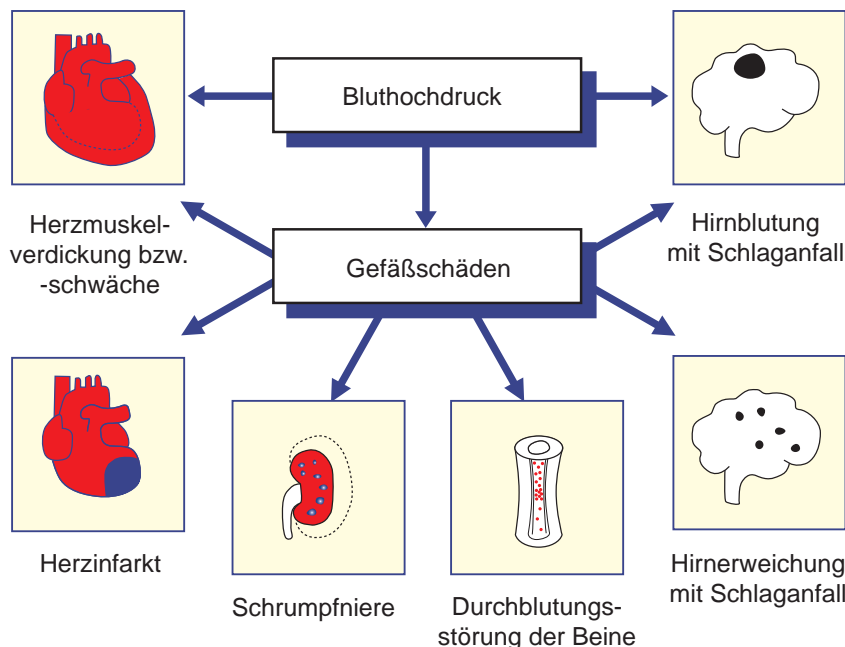 Bluthochdruck
Herzmuskel-
verdickung bzw.
-schwäche
Hirnblutung
mit Schlaganfall
Gefäßschäden
Herzinfarkt
Schrumpfniere
Durchblutungs-
störung der Beine
Hirnerweichung
mit Schlaganfall